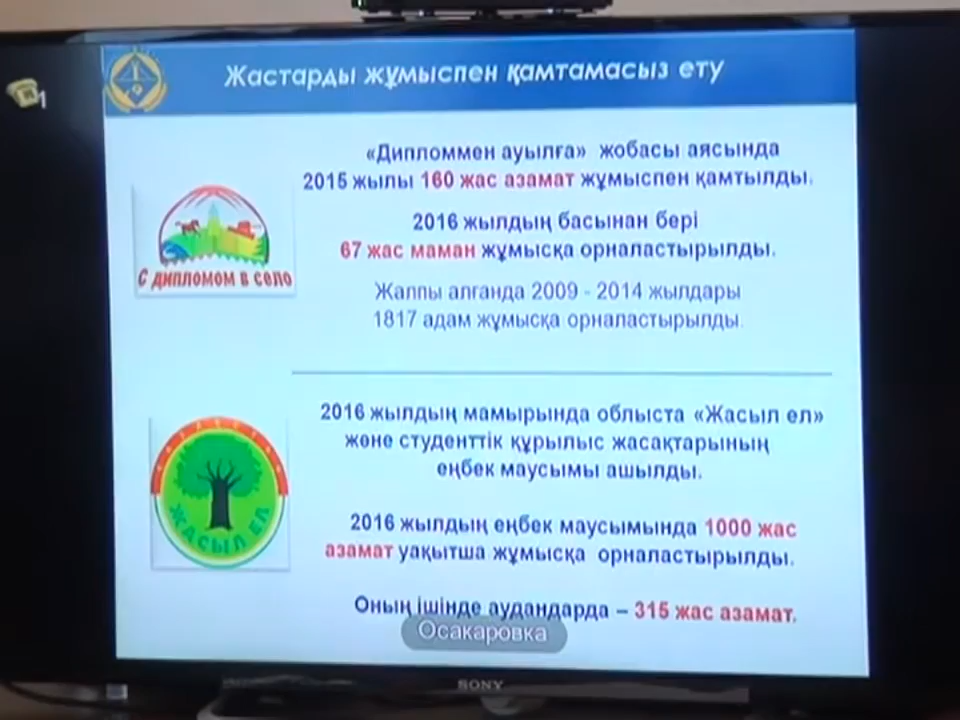 Жастарды жұмыспен қамтамасыз ету
1
«Дипломмен ауылға» жобасы аясында
2015 жылы 160 жас азамат жұмыспен қамтылды.
2016 жылдың басынан бері
67 жас маман жұмысқа орналастырылды.
С дипломом в село
Жалпы алғанда 2009 - 2014 жылдары
1817 адам жұмысқа орналастырылды.
2016 жылдың мамырында облыста «Жасыл ел»
және студенттік құрылыс жасақтарының
еңбек маусымы ашылды.
ЖАСЫЛ ЕЛ
2016 жылдың еңбек маусымында 1000 жас
азамат уақытша жұмысқа орналастырылды.
Оның ішінде аудандарда – 315 жас азамат.
Осакаровка
SONY